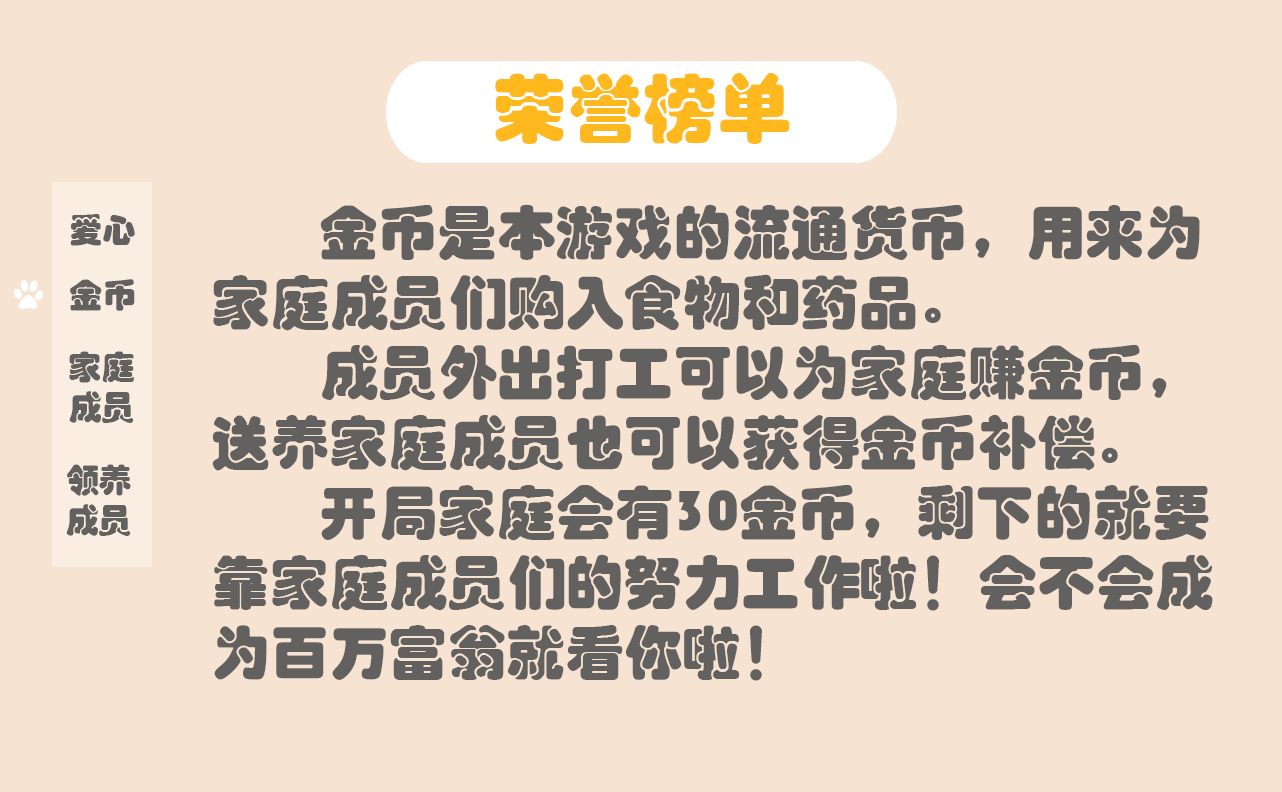 荣誉榜单
爱心
金币
家庭
成员
领养
成员
金币是本游戏的流通货币，用来为
家庭成员们购入食物和药品。
成员外出打工可以为家庭赚金币，
送养家庭成员也可以获得金币补偿。
开局家庭会有30金币，剩下的就要
靠家庭成员们的努力工作啦！会不会成
为百万富翁就看你啦！